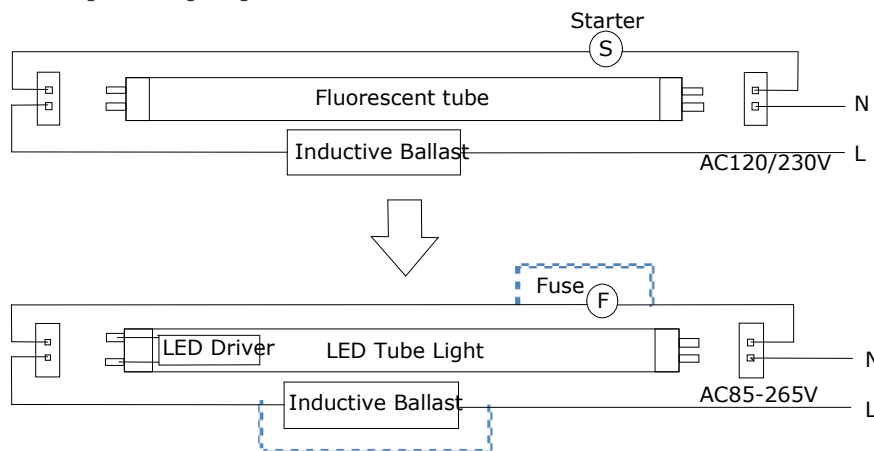 Starter
S
Fluorescent tube
N
Inductive Ballast
L
AC120/230V
Fuse
F
LED Driver
LED Tube Light
N
AC85-265V
Inductive Ballast
L